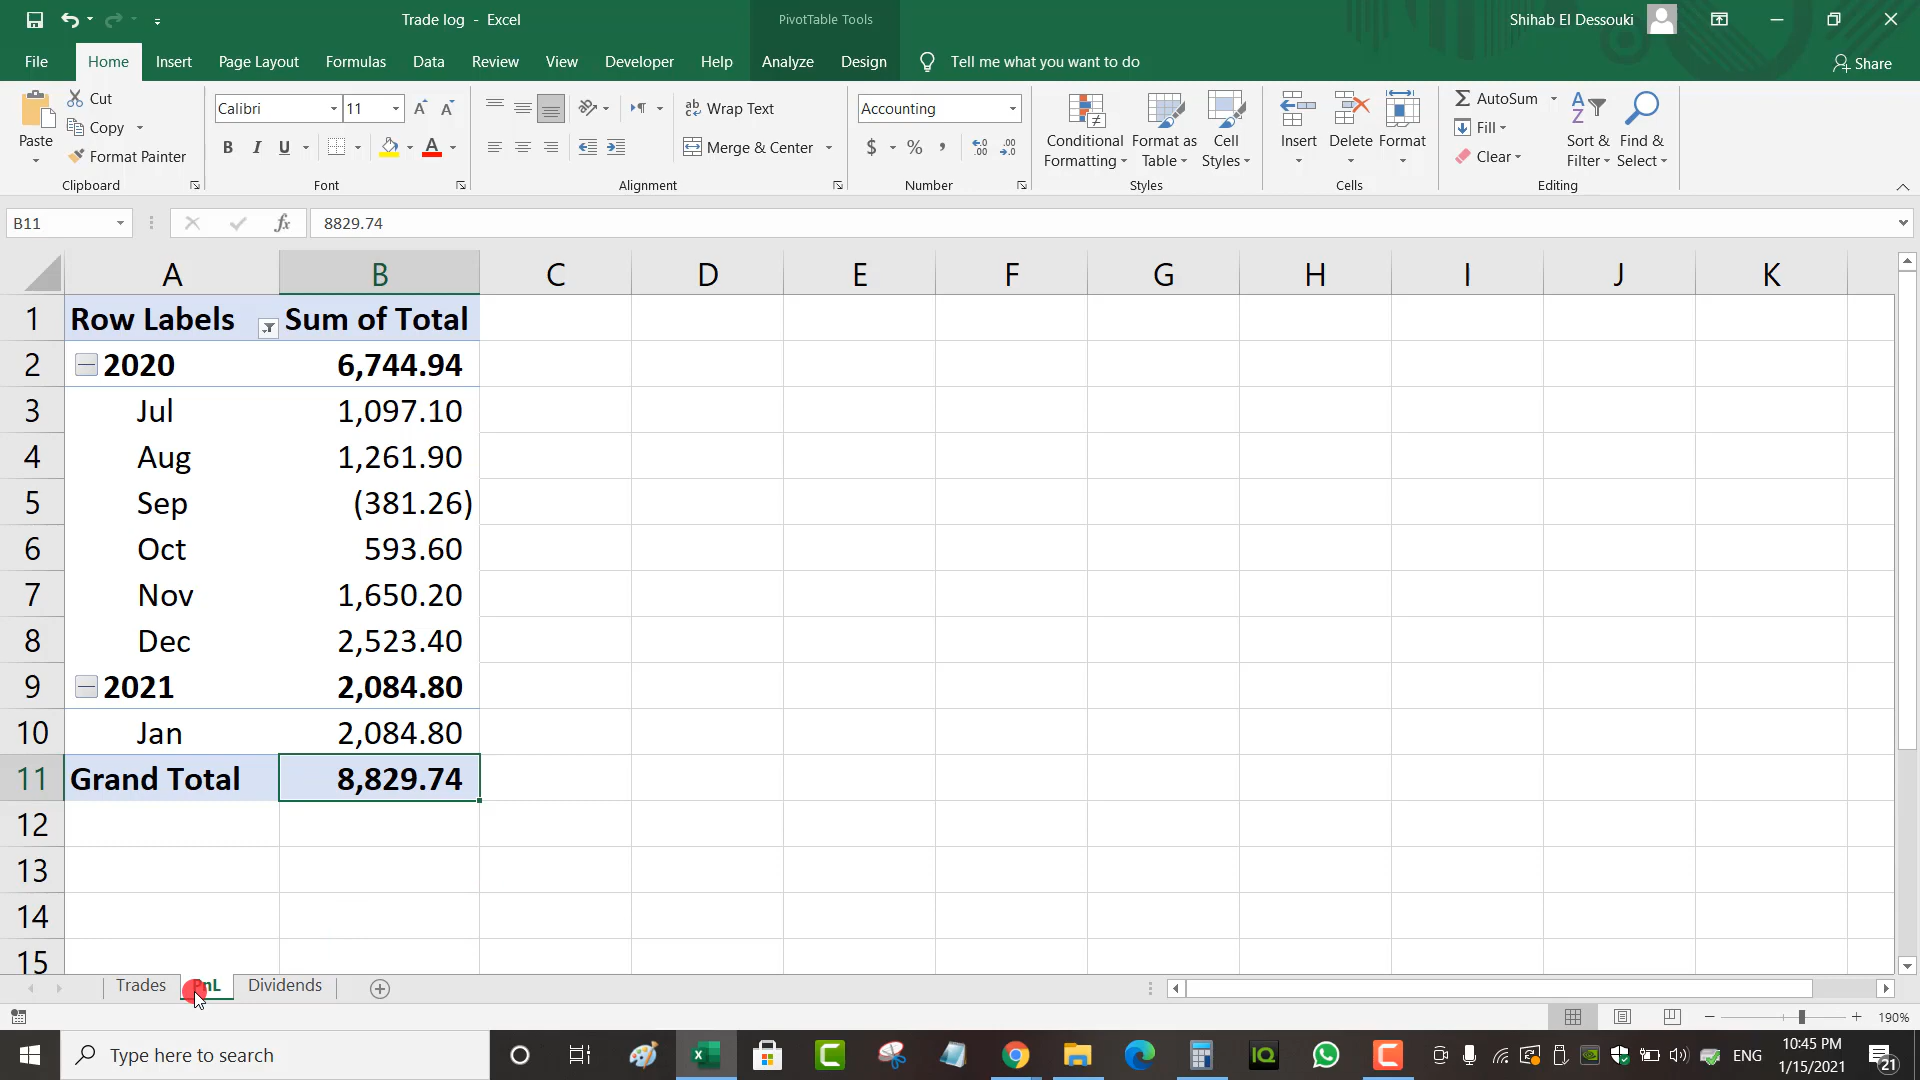 Trade log - Excel
PivotTable Tools
Shihab El Dessouki
File Home Insert Page Layout Formulas Data Review View Developer Help Analyze Design Tell me what you want to do Share
Paste
Cut
Copy
Format Painter
Clipboard
Calibri 11
B I U
Font
Wrap Text
Merge & Center
Alignment
Accounting
$ % ,
Number
Conditional Formatting
Format as Table
Cell Styles
Styles
Insert Delete Format
Cells
AutoSum
Fill
Clear
Sort & Filter
Find & Select
Editing
B11 fx 8829.74
A B C D E F G H I J K
1 Row Labels Sum of Total
2 2020 6,744.94
3 Jul 1,097.10
4 Aug 1,261.90
5 Sep (381.26)
6 Oct 593.60
7 Nov 1,650.20
8 Dec 2,523.40
9 2021 2,084.80
10 Jan 2,084.80
11 Grand Total 8,829.74
12
13
14
15
Trades PnL Dividends
190%
Type here to search
IQ
ENG
10:45 PM
1/15/2021
21